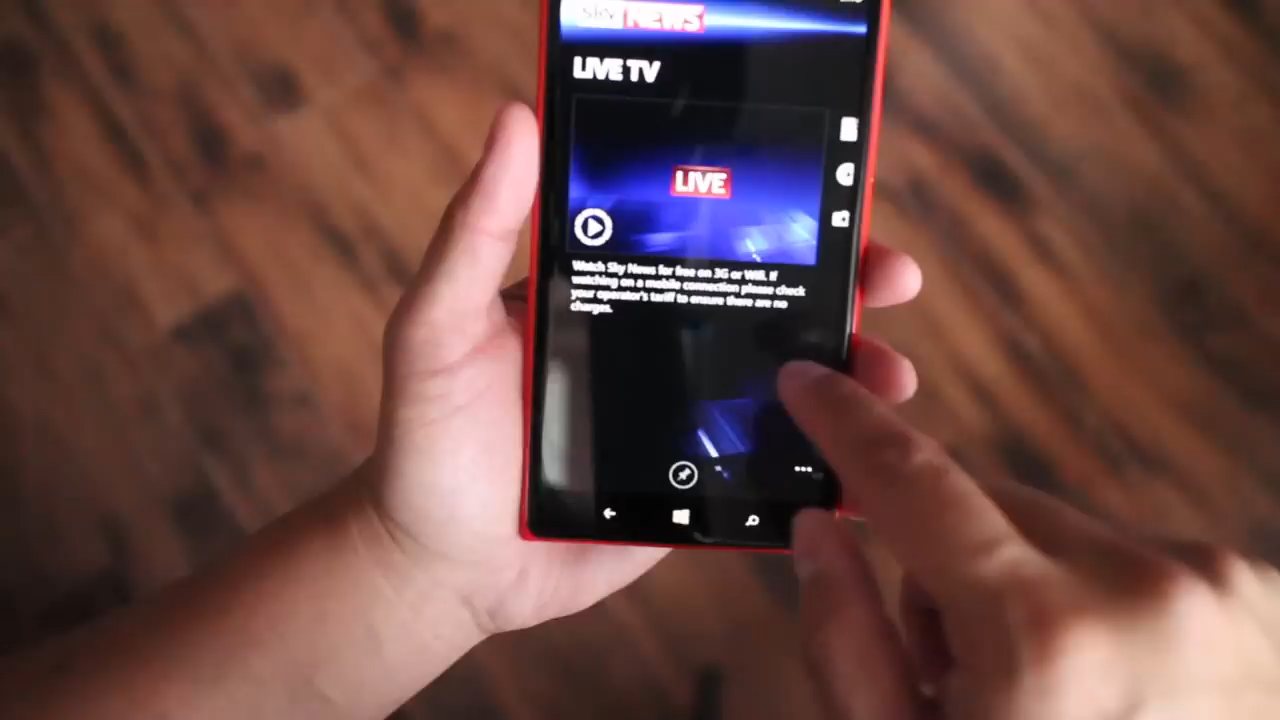 sky NEWS
LIVE TV
LIVE
Watch Sky News for free on 3G or Wifi. If
watching on a mobile connection please check
your operator's tariff to ensure there are no
charges.